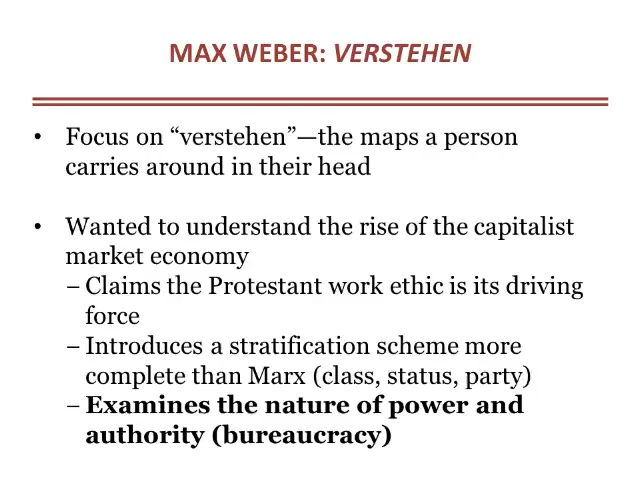 MAX WEBER: VERSTEHEN
• Focus on “verstehen”—the maps a person
carries around in their head
• Wanted to understand the rise of the capitalist
market economy
– Claims the Protestant work ethic is its driving
force
– Introduces a stratification scheme more
complete than Marx (class, status, party)
– Examines the nature of power and
authority (bureaucracy)